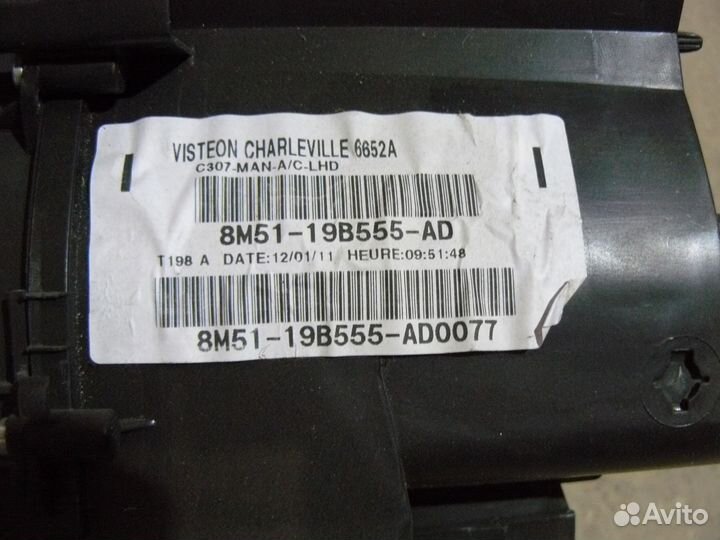 VISTEON CHARLEVILLE 6652A
C307-MAN-A/C-LHD
8M51-19B555-AD
T198 A DATE:12/01/11 HEURE:09:51:48
8M51-19B555-AD0077
Avito